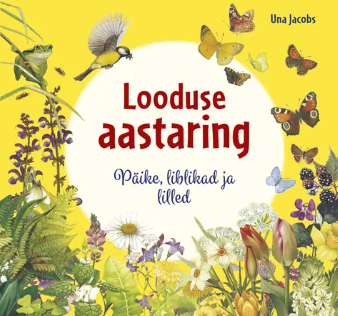 Una Jacobs
Looduse
aastaring
Päike, liblikad ja
lilled